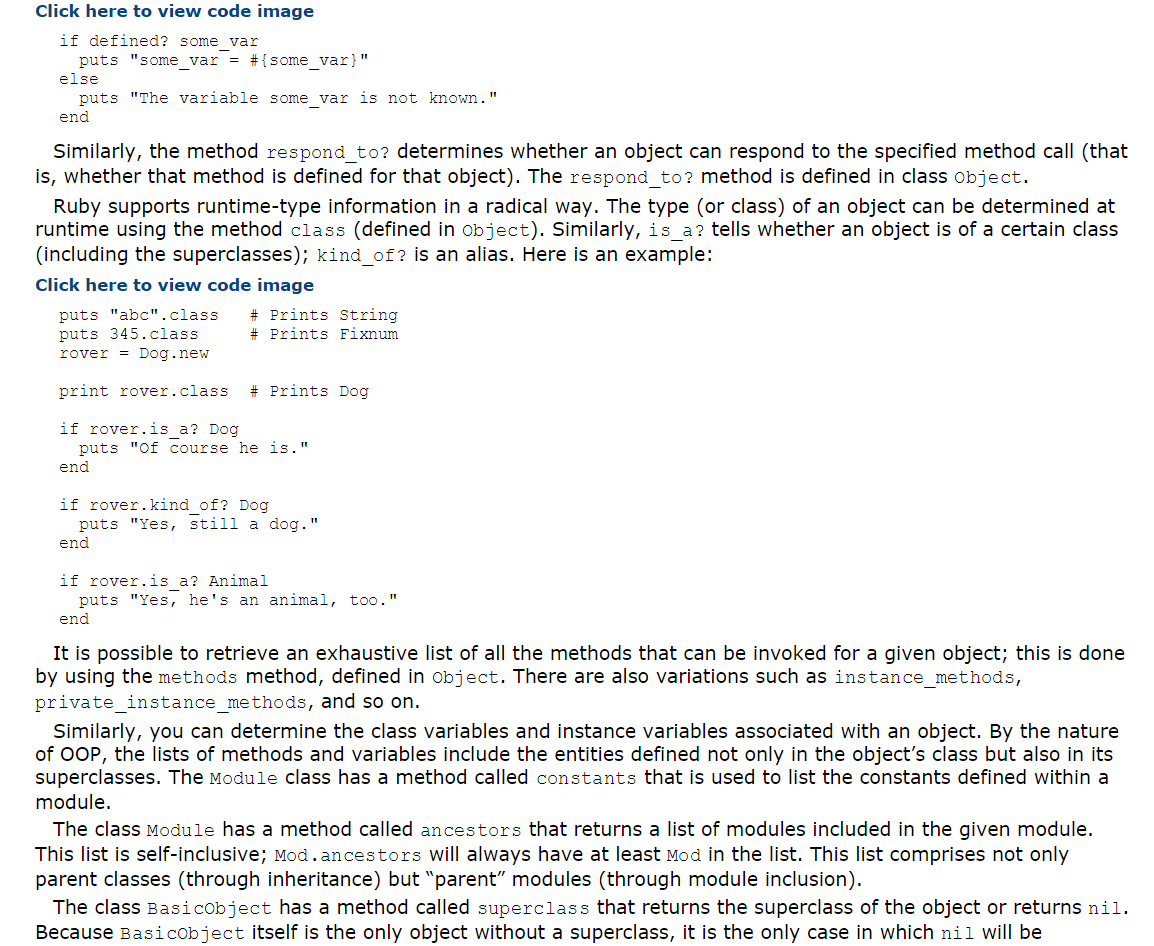 Click here to view code image
if defined? some_var
  puts "some_var = #{some_var}"
else
  puts "The variable some_var is not known."
end
Similarly, the method respond_to? determines whether an object can respond to the specified method call (that
is, whether that method is defined for that object). The respond_to? method is defined in class Object.
Ruby supports runtime-type information in a radical way. The type (or class) of an object can be determined at
runtime using the method class (defined in Object). Similarly, is_a? tells whether an object is of a certain class
(including the superclasses); kind_of? is an alias. Here is an example:
Click here to view code image
puts "abc".class   # Prints String
puts 345.class     # Prints Fixnum
rover = Dog.new
print rover.class  # Prints Dog
if rover.is_a? Dog
  puts "Of course he is."
end
if rover.kind_of? Dog
  puts "Yes, still a dog."
end
if rover.is_a? Animal
  puts "Yes, he's an animal, too."
end
It is possible to retrieve an exhaustive list of all the methods that can be invoked for a given object; this is done
by using the methods method, defined in Object. There are also variations such as instance_methods,
private_instance_methods, and so on.
Similarly, you can determine the class variables and instance variables associated with an object. By the nature
of OOP, the lists of methods and variables include the entities defined not only in the object’s class but also in its
superclasses. The Module class has a method called constants that is used to list the constants defined within a
module.
The class Module has a method called ancestors that returns a list of modules included in the given module.
This list is self-inclusive; Mod.ancestors will always have at least Mod in the list. This list comprises not only
parent classes (through inheritance) but “parent” modules (through module inclusion).
The class BasicObject has a method called superclass that returns the superclass of the object or returns nil.
Because BasicObject itself is the only object without a superclass, it is the only case in which nil will be